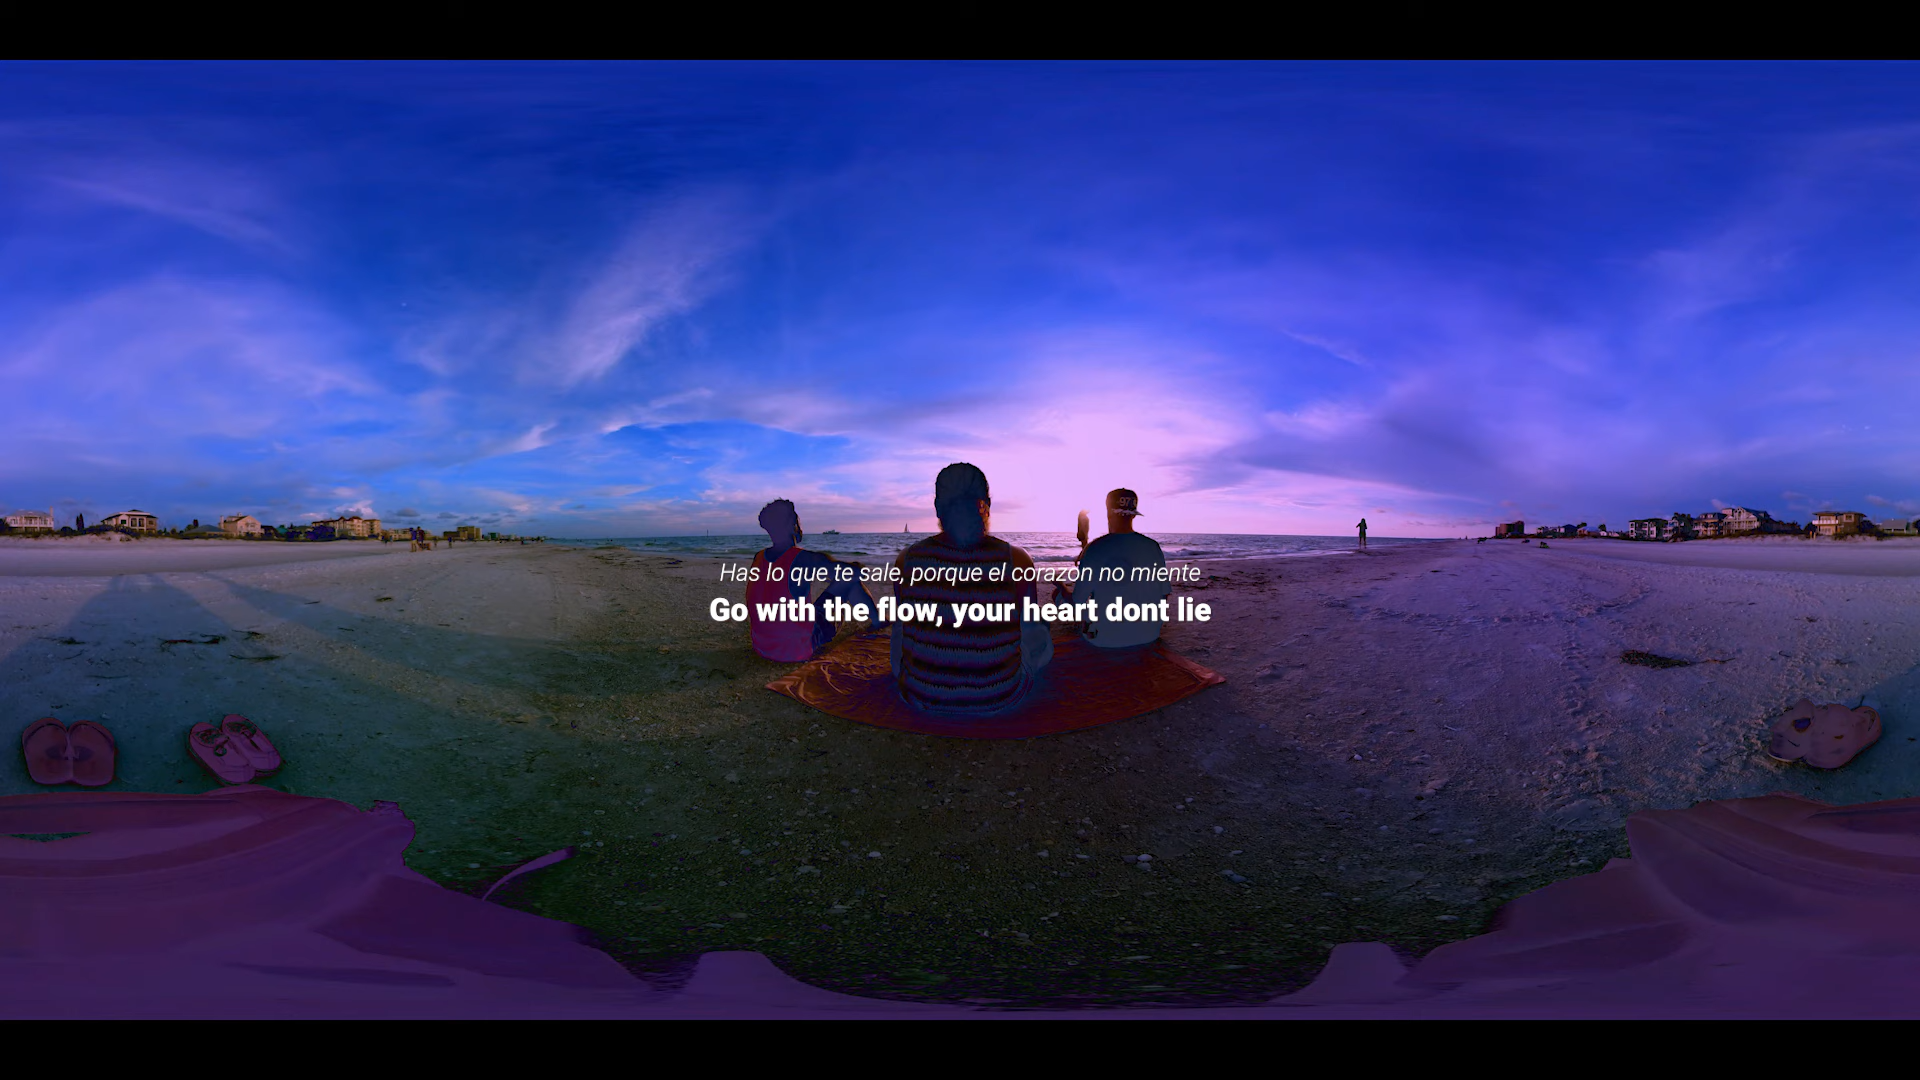 Has lo que te sale, porque el corazón no miente
Go with the flow, your heart dont lie